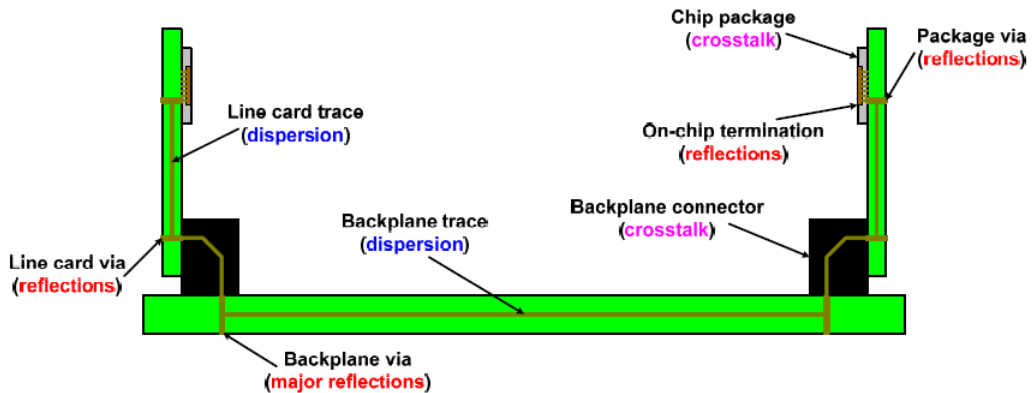 Chip package
(crosstalk)
Package via
(reflections)
Line card trace
(dispersion)
On-chip termination
(reflections)
Backplane trace
(dispersion)
Backplane connector
(crosstalk)
Line card via
(reflections)
Backplane via
(major reflections)